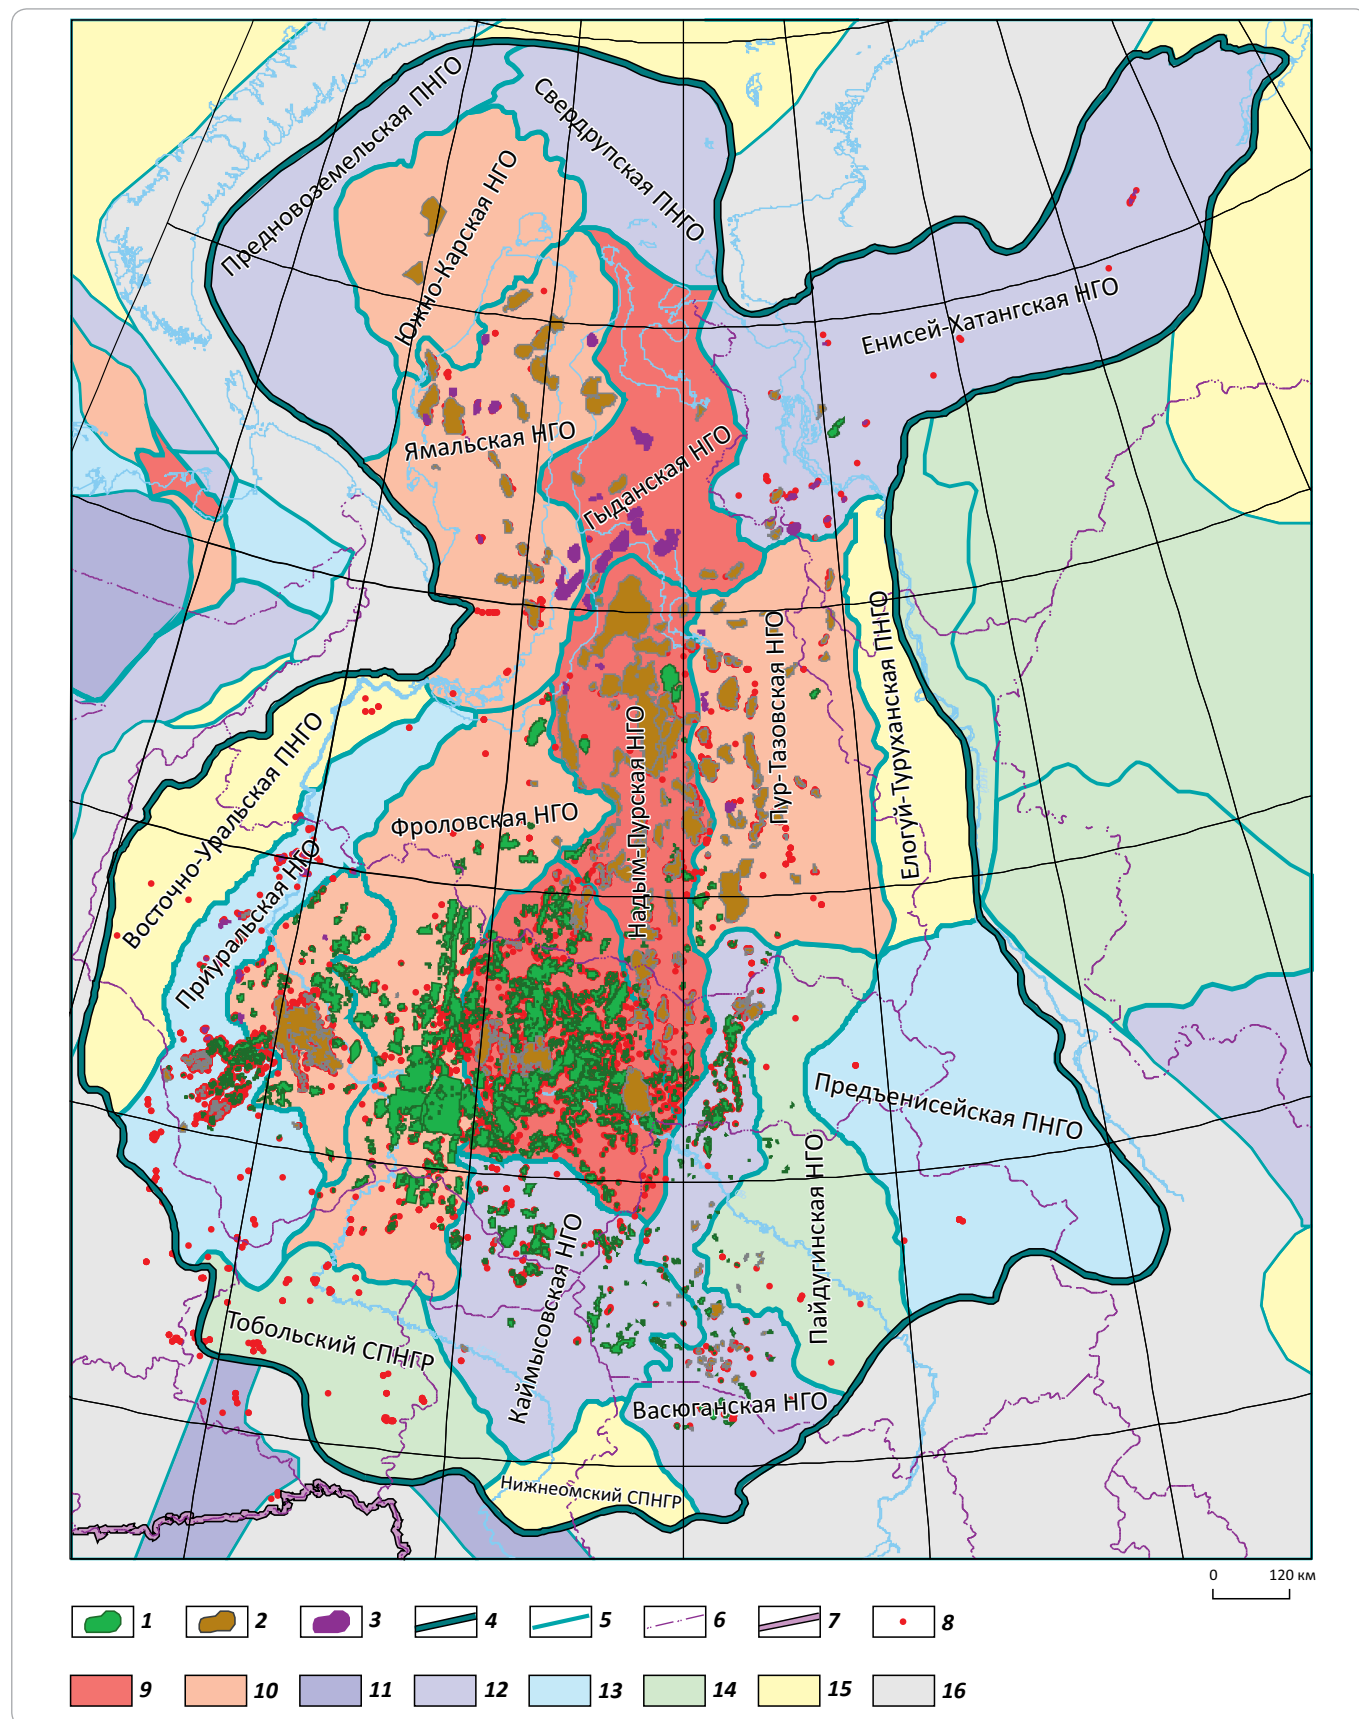 Предновоземельская ПНГО
Свердрупская ПНГО
Южно-Карская НГО
Енисей-Хатангская НГО
Ямальская НГО
Гыданская НГО
Елогуй-Туруханская ПНГО
Пур-Тазовская НГО
Надым-Пурская НГО
Восточно-Уральская ПНГО
Фроловская НГО
Приуральская НГО
Предъенисейская ПНГО
Пайдугинская НГО
Каймысовская НГО
Тобольский СПНГР
Васюганская НГО
Нижнеомский СПНГР
0 120 км
1 2 3 4 5 6 7 8
9 10 11 12 13 14 15 16